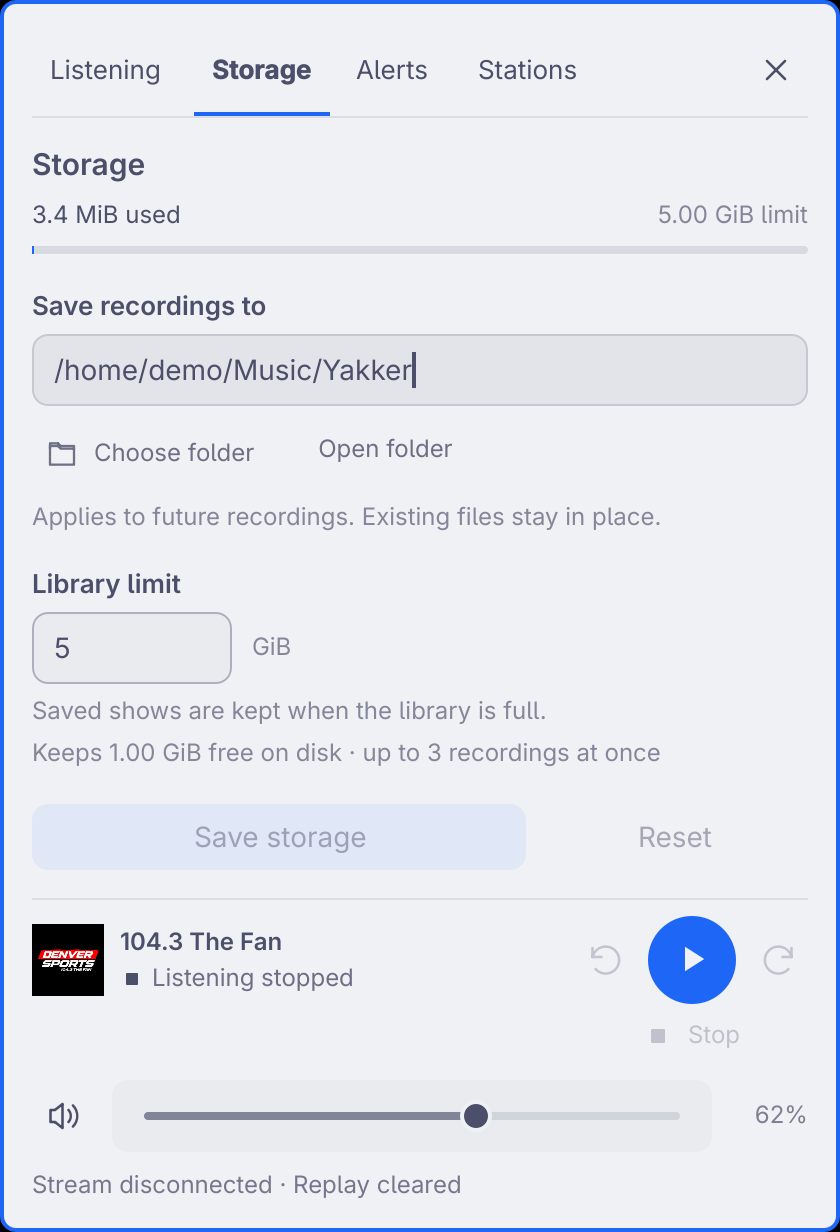 Listening Storage Alerts Stations
Storage
3.4 MiB used 5.00 GiB limit
Save recordings to
/home/demo/Music/Yakker
Choose folder Open folder
Applies to future recordings. Existing files stay in place.
Library limit
5 GiB
Saved shows are kept when the library is full.
Keeps 1.00 GiB free on disk · up to 3 recordings at once
Save storage Reset
DENVER
SPORTS
104.3 THE FAN
104.3 The Fan
Listening stopped
Stop
62%
Stream disconnected · Replay cleared